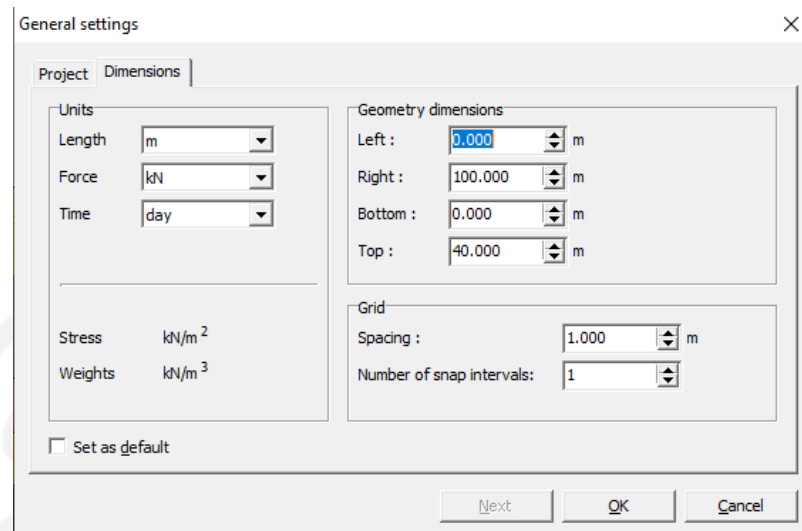 General settings
Project Dimensions
Units
Length m
Force kN
Time day
Stress kN/m 2
Weights kN/m 3
Geometry dimensions
Left : 0.000 m
Right : 100.000 m
Bottom : 0.000 m
Top : 40.000 m
Grid
Spacing : 1.000 m
Number of snap intervals: 1
Set as default
Next OK Cancel